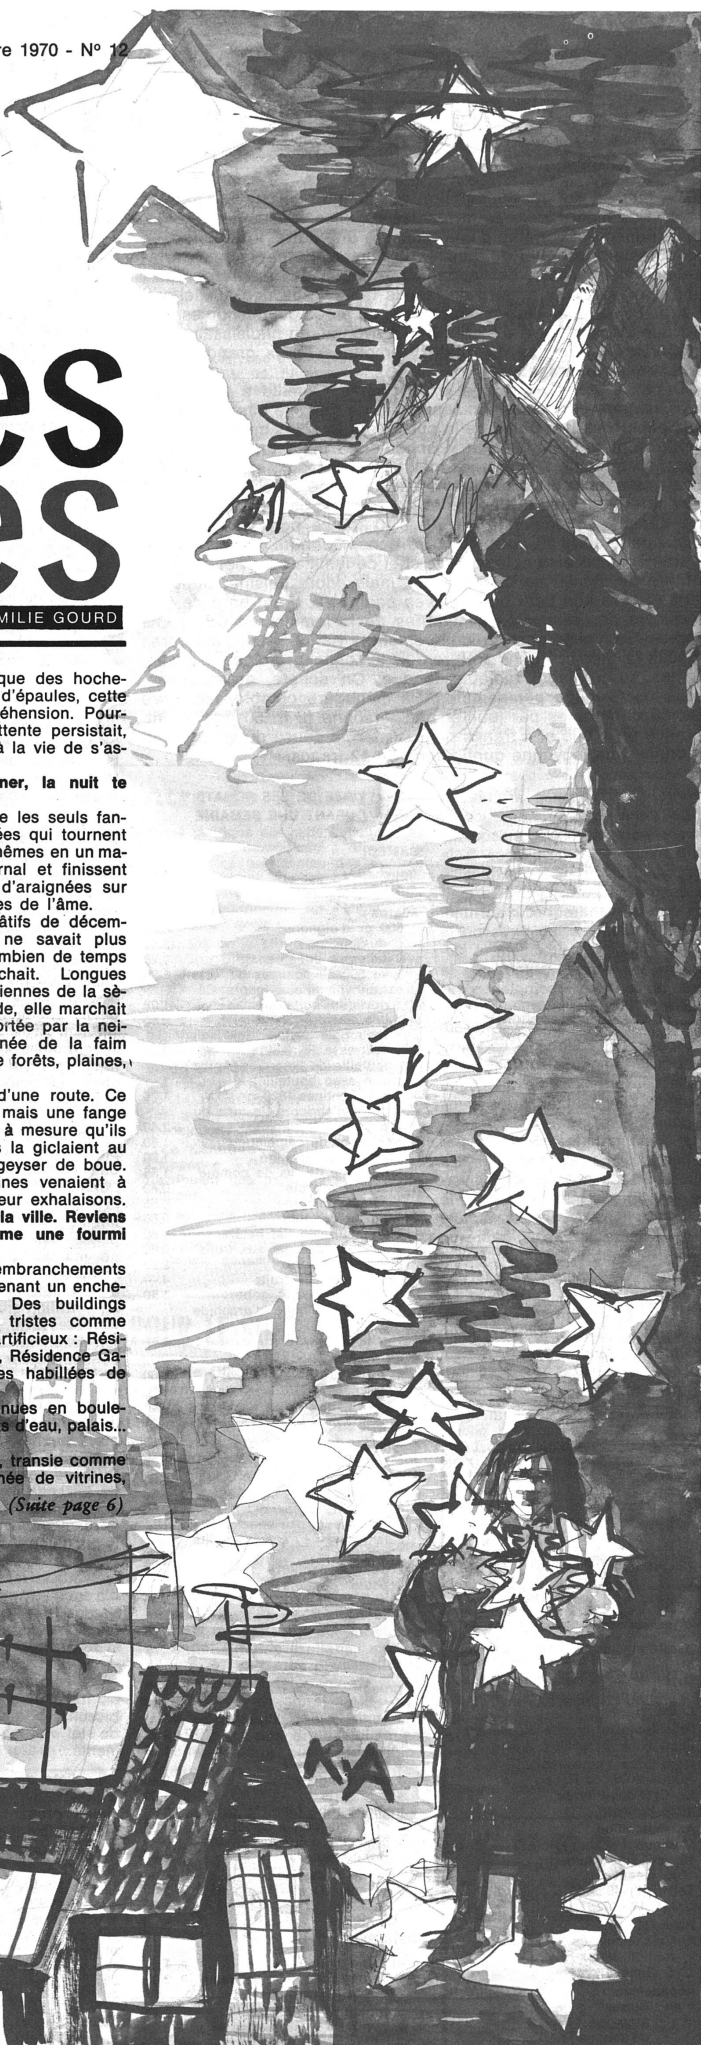 re 1970 - Nº 12
es
es
MILIE GOURD
que des hoche-
d'épaules, cette
éhension. Pour-
ttente persistait,
à la vie de s'as-
ner, la nuit te
e les seuls fan-
ées qui tournent
nêmes en un ma-
rnal et finissent
d'araignées sur
es de l'âme.
âtifs de décem-
ne savait plus
mbien de temps
chait. Longues
iennes de la sè-
de, elle marchait
ortée par la nei-
née de la faim
e forêts, plaines,
d'une route. Ce
mais une fange
à mesure qu'ils
s la giclaient au
geyser de boue.
nes venaient à
eur exhalaisons.
la ville. Reviens
me une fourmi
embranchements
enant un enche-
Des buildings
tristes comme
artificieux : Rési-
, Résidence Ga-
es habillées de
nues en boule-
s d'eau, palais...
, transie comme
née de vitrines,
(Suite page 6)